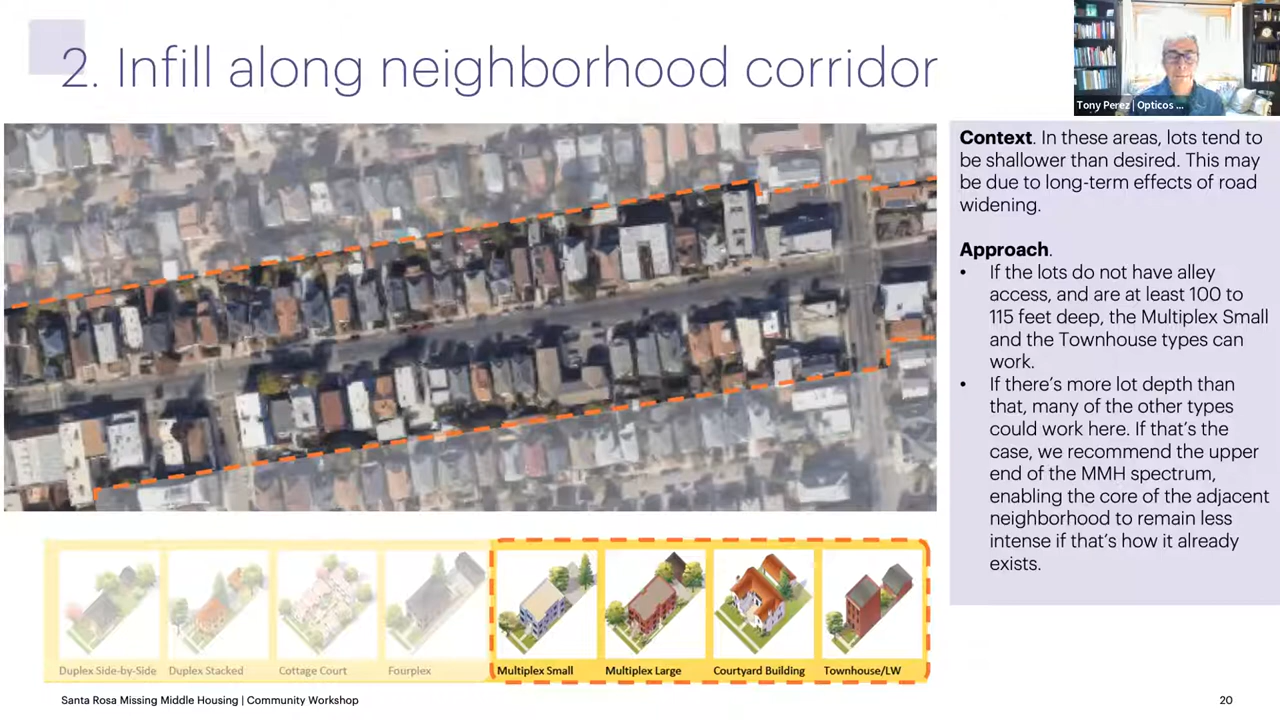 2. Infill along neighborhood corridor
Tony Perez | Opticos ...
Context. In these areas, lots tend to
be shallower than desired. This may
be due to long-term effects of road
widening.
Approach.
• If the lots do not have alley
access, and are at least 100 to
115 feet deep, the Multiplex Small
and the Townhouse types can
work.
• If there's more lot depth than
that, many of the other types
could work here. If that's the
case, we recommend the upper
end of the MMH spectrum,
enabling the core of the adjacent
neighborhood to remain less
intense if that's how it already
exists.
Duplex Side-by-Side
Duplex Stacked
Cottage Court
Fourplex
Multiplex Small
Multiplex Large
Courtyard Building
Townhouse/LW
Santa Rosa Missing Middle Housing | Community Workshop
20